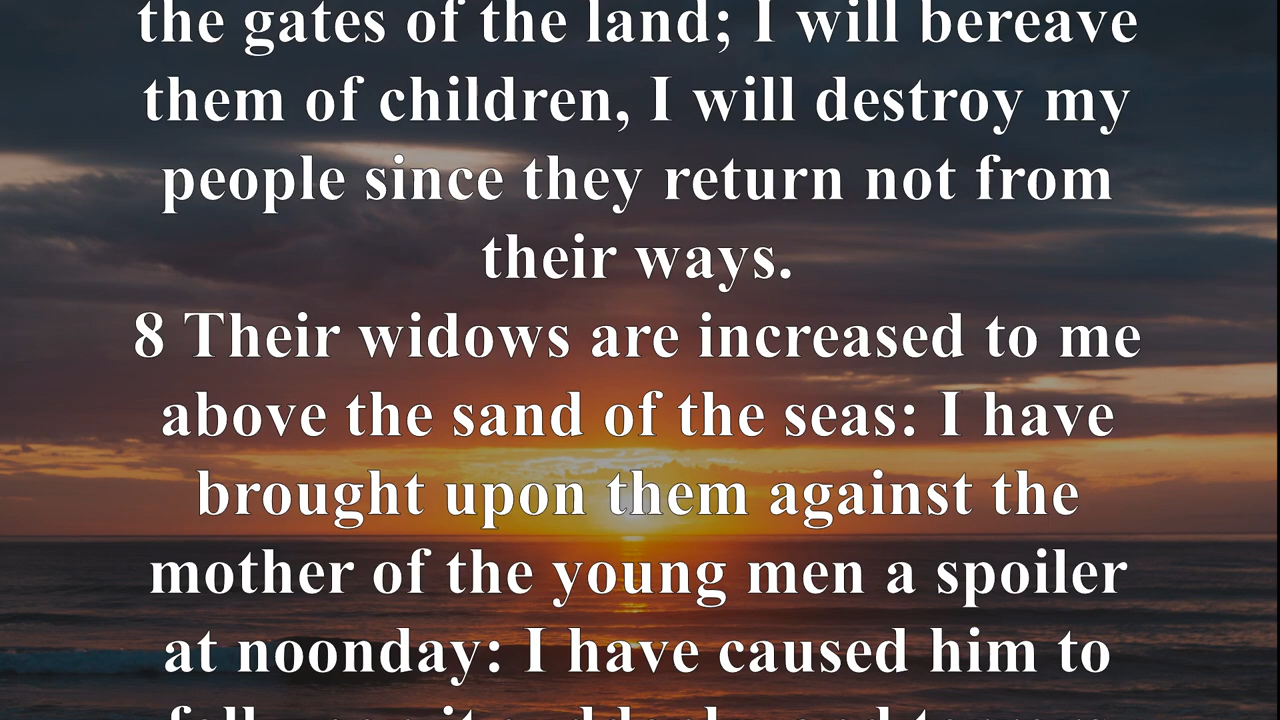 the gates of the land; I will bereave
them of children, I will destroy my
people since they return not from
their ways.
8 Their widows are increased to me
above the sand of the seas: I have
brought upon them against the
mother of the young men a spoiler
at noonday: I have caused him to